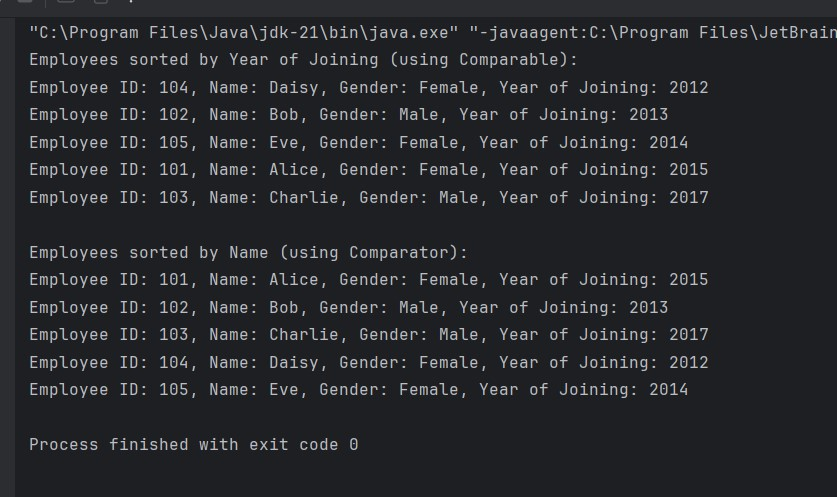 "C:\Program Files\Java\jdk-21\bin\java.exe" "-javaagent:C:\Program Files\JetBrain
Employees sorted by Year of Joining (using Comparable):
Employee ID: 104, Name: Daisy, Gender: Female, Year of Joining: 2012
Employee ID: 102, Name: Bob, Gender: Male, Year of Joining: 2013
Employee ID: 105, Name: Eve, Gender: Female, Year of Joining: 2014
Employee ID: 101, Name: Alice, Gender: Female, Year of Joining: 2015
Employee ID: 103, Name: Charlie, Gender: Male, Year of Joining: 2017

Employees sorted by Name (using Comparator):
Employee ID: 101, Name: Alice, Gender: Female, Year of Joining: 2015
Employee ID: 102, Name: Bob, Gender: Male, Year of Joining: 2013
Employee ID: 103, Name: Charlie, Gender: Male, Year of Joining: 2017
Employee ID: 104, Name: Daisy, Gender: Female, Year of Joining: 2012
Employee ID: 105, Name: Eve, Gender: Female, Year of Joining: 2014

Process finished with exit code 0